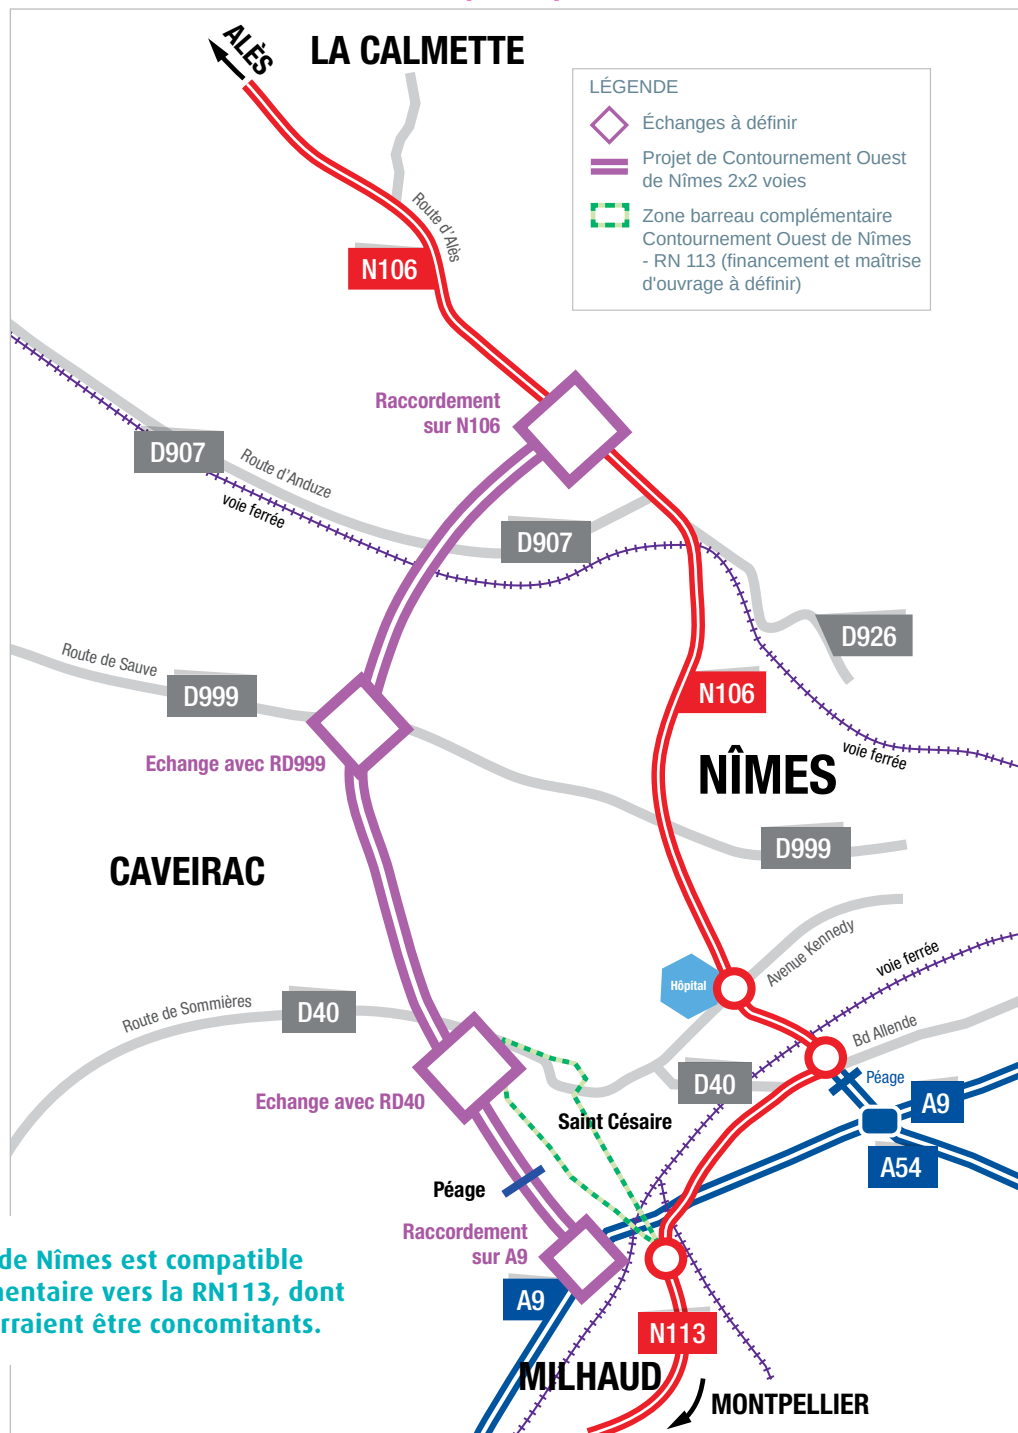 ALÈS
LA CALMETTE
LÉGENDE
Échanges à définir
Projet de Contournement Ouest
de Nîmes 2x2 voies
Zone barreau complémentaire
Contournement Ouest de Nîmes
- RN 113 (financement et maîtrise
d'ouvrage à définir)
Route d'Alès
N106
Raccordement
sur N106
D907
Route d'Anduze
voie ferrée
D907
D926
Route de Sauve
D999
N106
Echange avec RD999
NÎMES
voie ferrée
D999
CAVEIRAC
Avenue Kennedy
voie ferrée
Hôpital
Route de Sommières
D40
Bd Allende
D40
Péage
A9
Echange avec RD40
Saint Césaire
A54
Péage
Raccordement
sur A9
de Nîmes est compatible
mentaire vers la RN113, dont
rraient être concomitants.
A9
N113
MILHAUD
MONTPELLIER